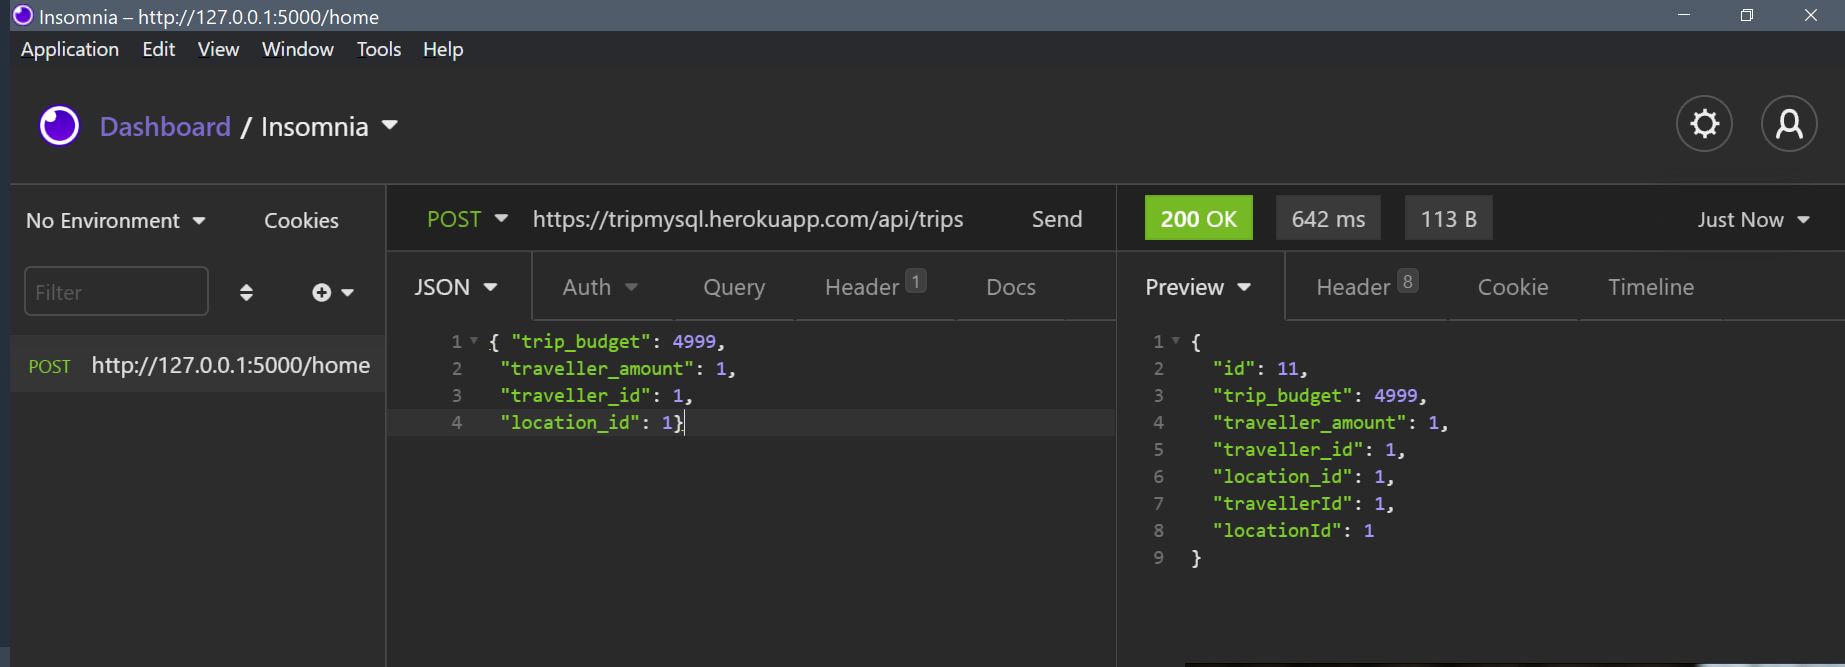 Insomnia – http://127.0.0.1:5000/home
Application Edit View Window Tools Help
Dashboard / Insomnia
No Environment Cookies
Filter
POST http://127.0.0.1:5000/home
POST https://tripmysql.herokuapp.com/api/trips Send
JSON Auth Query Header 1 Docs
1 { "trip_budget": 4999,
2 "traveller_amount": 1,
3 "traveller_id": 1,
4 "location_id": 1}
200 OK 642 ms 113 B Just Now
Preview Header 8 Cookie Timeline
1 {
2 "id": 11,
3 "trip_budget": 4999,
4 "traveller_amount": 1,
5 "traveller_id": 1,
6 "location_id": 1,
7 "travellerId": 1,
8 "locationId": 1
9 }